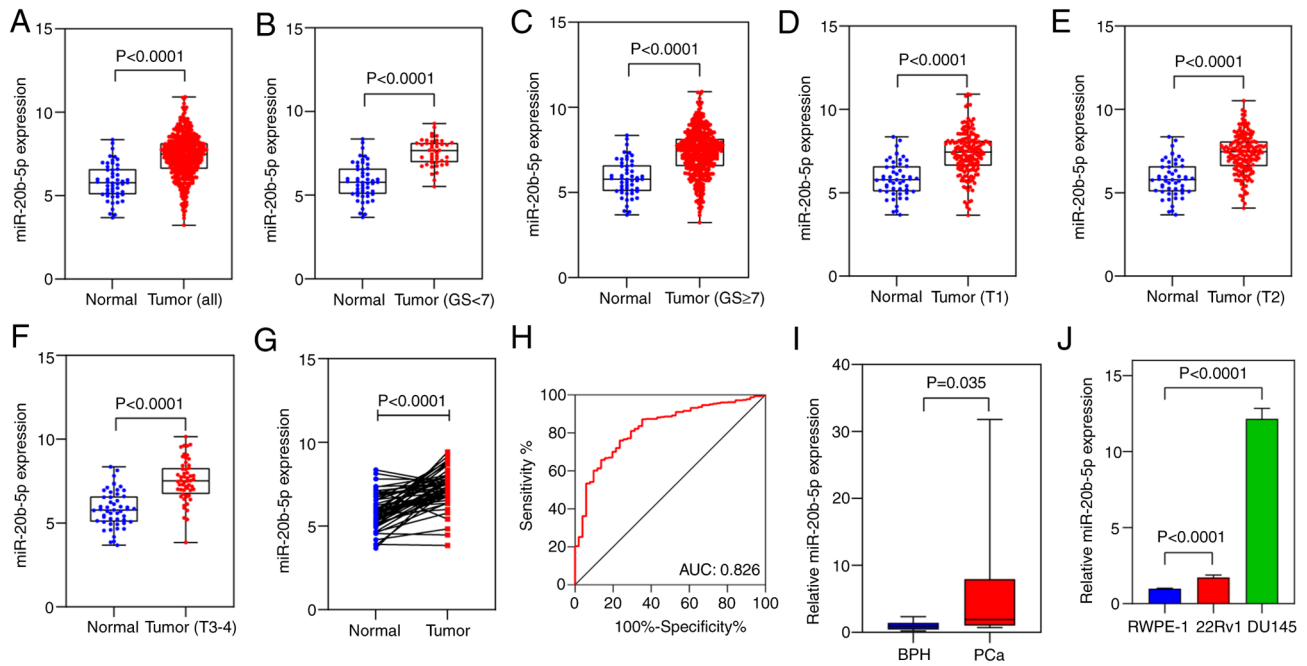 A
miR-20b-5p expression
15
10
5
0
P<0.0001
Normal
Tumor (all)
B
miR-20b-5p expression
15
10
5
0
P<0.0001
Normal
Tumor (GS<7)
C
miR-20b-5p expression
15
10
5
0
P<0.0001
Normal
Tumor (GS≥7)
D
miR-20b-5p expression
15
10
5
0
P<0.0001
Normal
Tumor (T1)
E
miR-20b-5p expression
15
10
5
0
P<0.0001
Normal
Tumor (T2)
F
miR-20b-5p expression
15
10
5
0
P<0.0001
Normal
Tumor (T3-4)
G
miR-20b-5p expression
15
10
5
0
P<0.0001
Normal
Tumor
H
Sensitivity %
100
80
60
40
20
0
AUC: 0.826
0 20 40 60 80 100
100%-Specificity%
I
Relative miR-20b-5p expression
40
30
20
10
0
P=0.035
BPH
PCa
J
Relative miR-20b-5p expression
15
10
5
0
P<0.0001
P<0.0001
RWPE-1 22Rv1 DU145